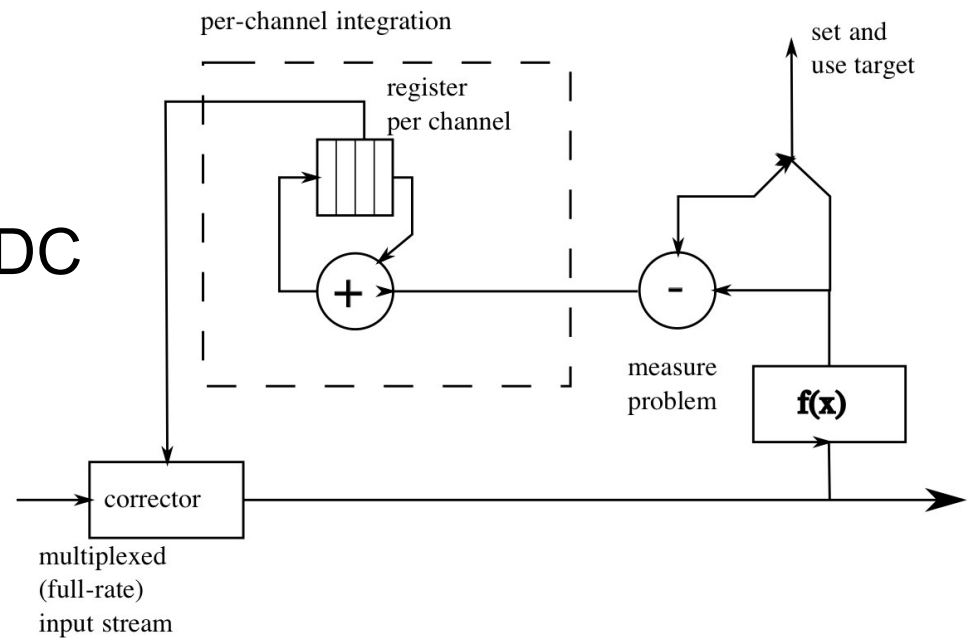 per-channel integration
set and
use target
register
per channel
DC
+
-
measure
problem
f(x)
corrector
multiplexed
(full-rate)
input stream